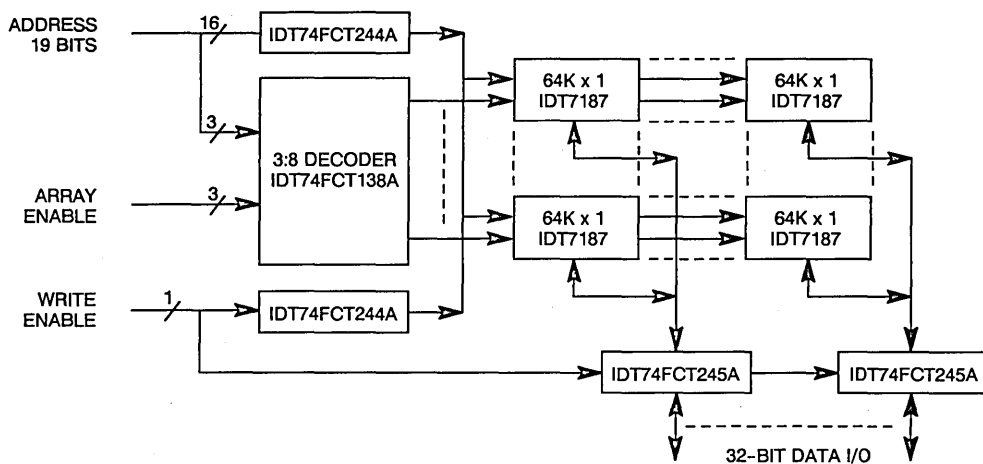 ADDRESS
19 BITS
16
IDT74FCT244A
3
3:8 DECODER
IDT74FCT138A
ARRAY
ENABLE
3
WRITE
ENABLE
1
IDT74FCT244A
64K x 1
IDT7187
64K x 1
IDT7187
64K x 1
IDT7187
64K x 1
IDT7187
IDT74FCT245A
IDT74FCT245A
32-BIT DATA I/O